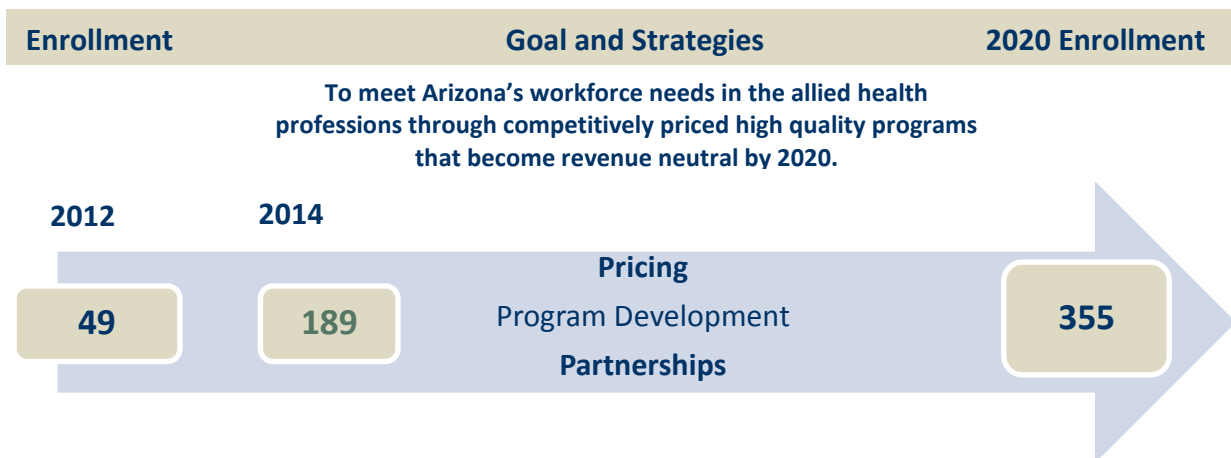 Enrollment Goal and Strategies 2020 Enrollment
To meet Arizona’s workforce needs in the allied health
professions through competitively priced high quality programs
that become revenue neutral by 2020.
2012 2014
Pricing
49 189 Program Development 355
Partnerships